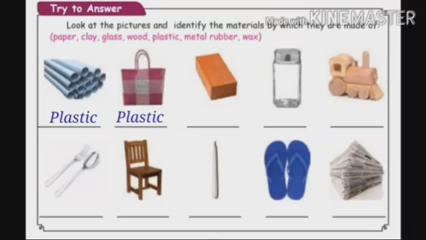 Try to Answer
Made with KINEMASTER
Look at the pictures and identify the materials by which they are made of.
(paper, clay, glass, wood, plastic, metal rubber, wax)
Plastic Plastic